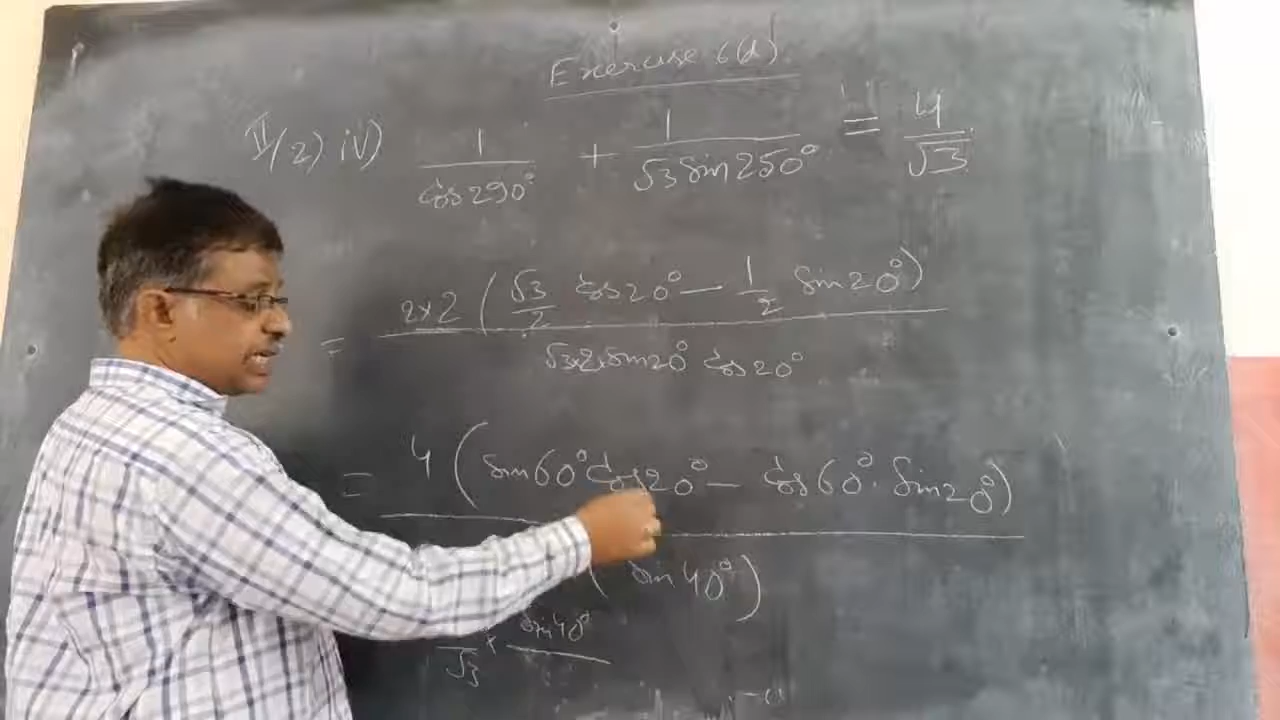 Exercise 6(d)
II/(2) iv) 1/cos290° + 1/√3 sin250° = 4/√3
= 2×2 (√3/2 cos20° − 1/2 sin20°) / √3×2×sin20° cos20°
= 4 (sin60° cos20° − cos60°. sin20°) / (sin40°)
/√3 × sin40°/